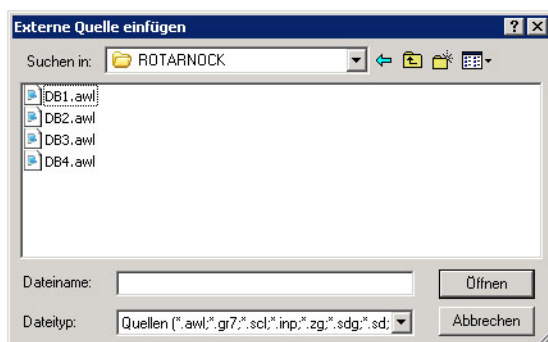 Externe Quelle einfügen
Suchen in: ROTARNOCK
DB1.awl
DB2.awl
DB3.awl
DB4.awl
Dateiname: Öffnen
Dateityp: Quellen (*.awl;*.gr7;*.scl;*.inp;*.zg;*.sdg;*.sd; Abbrechen